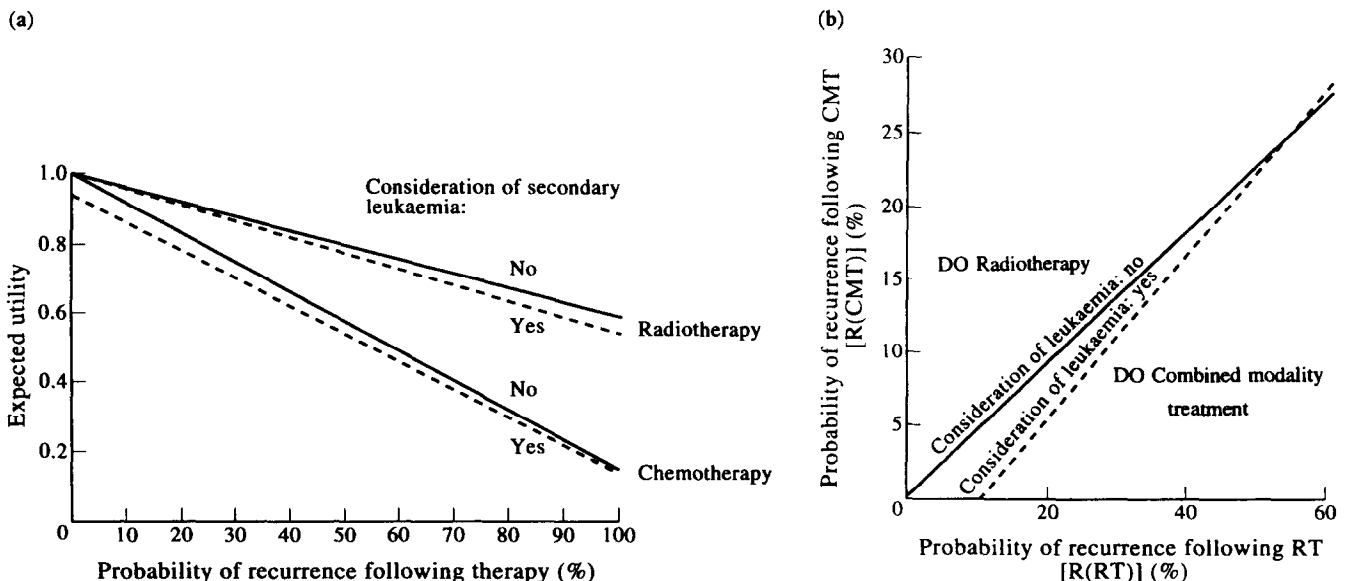 (a)
Expected utility
1.0
0.8
0.6
0.4
0.2
0
10
20
30
40
50
60
70
80
90
100
Consideration of secondary
leukaemia:
No
Yes
Radiotherapy
No
Yes
Chemotherapy
Probability of recurrence following therapy (%)
(b)
Probability of recurrence following CMT
[R(CMT)] (%)
30
25
20
15
10
5
0
20
40
60
DO Radiotherapy
Consideration of leukaemia: no
Consideration of leukaemia: yes
DO Combined modality
treatment
Probability of recurrence following RT
[R(RT)] (%)